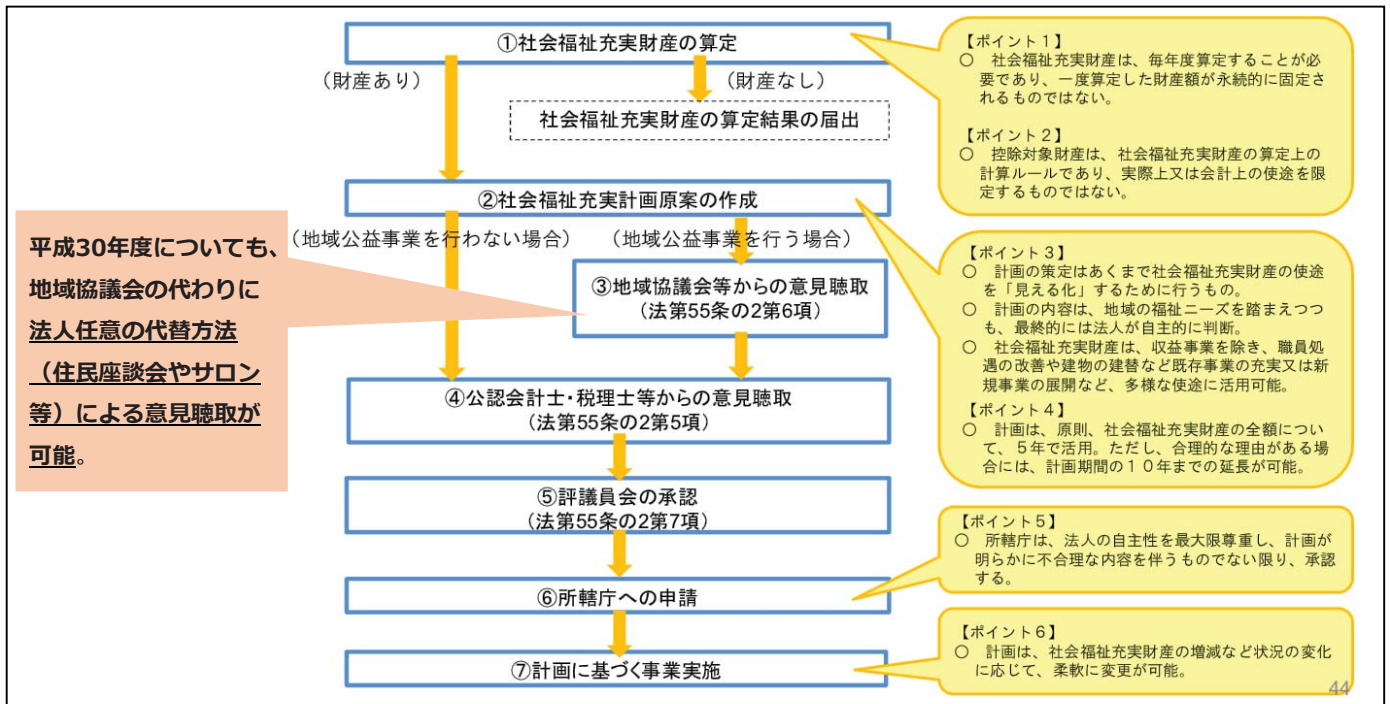 ①社会福祉充実財産の算定
（財産あり）
（財産なし）
社会福祉充実財産の算定結果の届出
②社会福祉充実計画原案の作成
（地域公益事業を行わない場合）
（地域公益事業を行う場合）
③地域協議会等からの意見聴取
（法第55条の2第6項）
④公認会計士・税理士等からの意見聴取
（法第55条の2第5項）
⑤評議員会の承認
（法第55条の2第7項）
⑥所轄庁への申請
⑦計画に基づく事業実施
平成30年度についても、
地域協議会の代わりに
法人任意の代替方法
（住民座談会やサロン
等）による意見聴取が
可能。
【ポイント１】
○　社会福祉充実財産は、毎年度算定することが必
要であり、一度算定した財産額が永続的に固定さ
れるものではない。
【ポイント２】
○　控除対象財産は、社会福祉充実財産の算定上の
計算ルールであり、実際上又は会計上の使途を限
定するものではない。
【ポイント３】
○　計画の策定はあくまで社会福祉充実財産の使途
を「見える化」するために行うもの。
○　計画の内容は、地域の福祉ニーズを踏まえつつ
も、最終的には法人が自主的に判断。
○　社会福祉充実財産は、収益事業を除き、職員処
遇の改善や建物の建替など既存事業の充実又は新
規事業の展開など、多様な使途に活用可能。
【ポイント４】
○　計画は、原則、社会福祉充実財産の全額につい
て、５年で活用。ただし、合理的な理由がある場
合には、計画期間の１０年までの延長が可能。
【ポイント５】
○　所轄庁は、法人の自主性を最大限尊重し、計画が
明らかに不合理な内容を伴うものでない限り、承認
する。
【ポイント６】
○　計画は、社会福祉充実財産の増減など状況の変化
に応じて、柔軟に変更が可能。
44